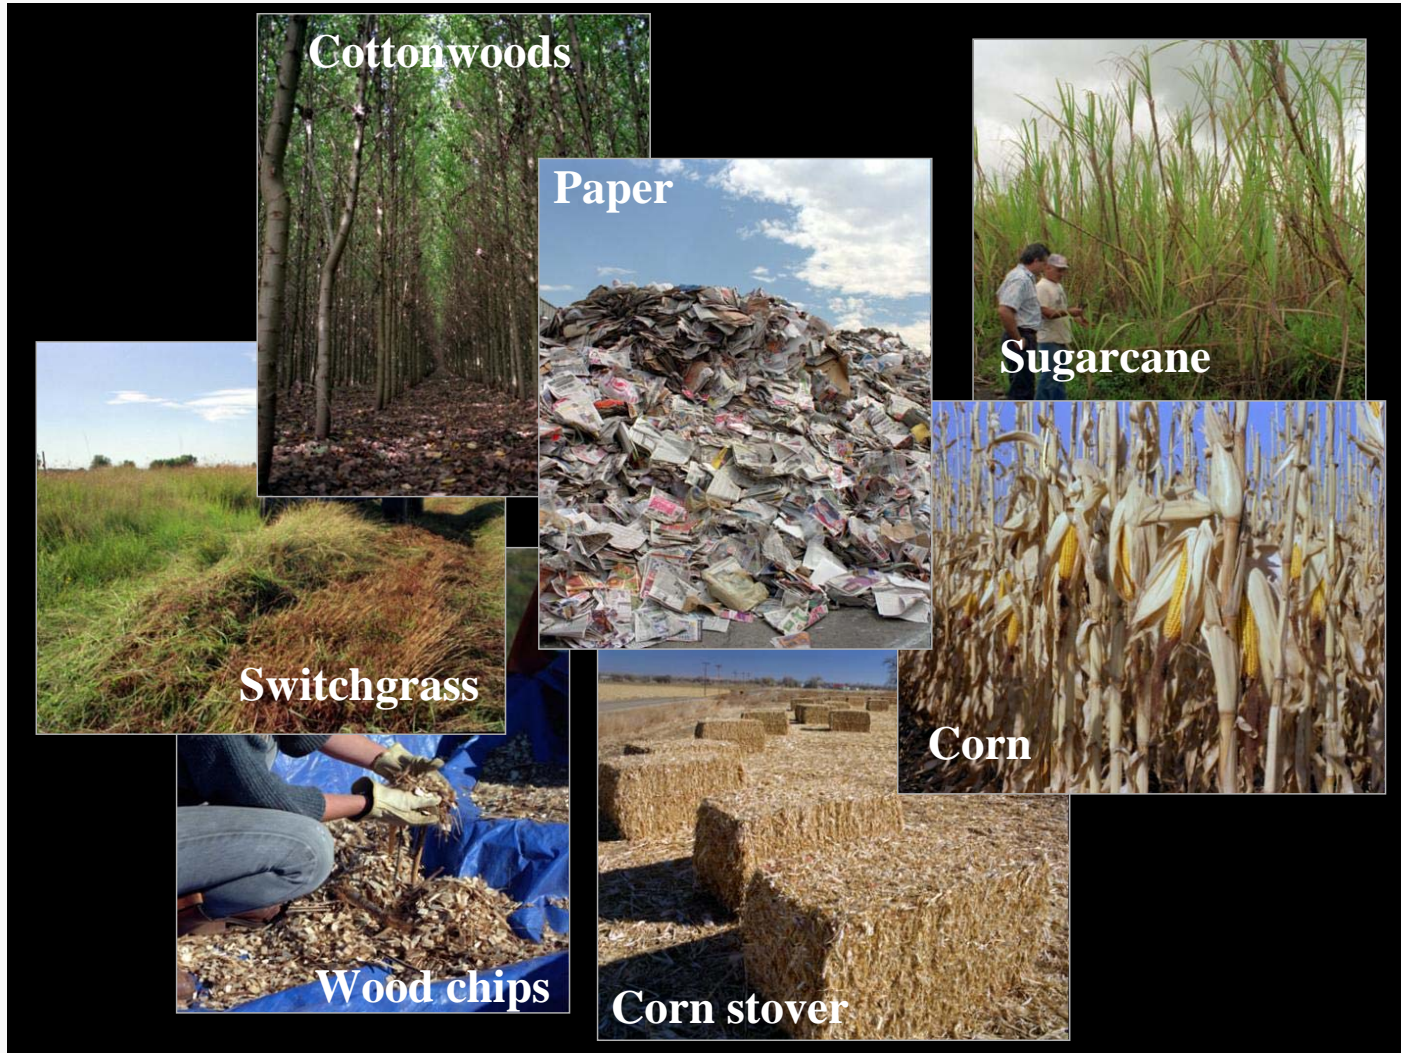 Cottonwoods
Paper
Sugarcane
Switchgrass
Corn
Wood chips
Corn stover